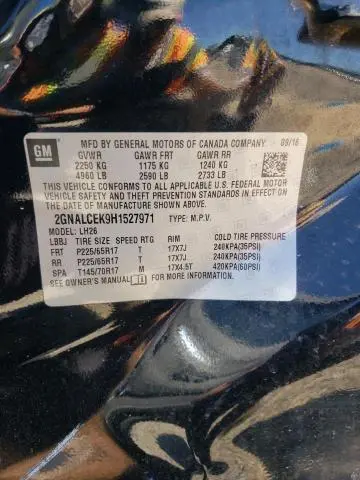 GM
MFD BY GENERAL MOTORS OF CANADA COMPANY 09/16
GVWR GAWR FRT GAWR RR
2250 KG 1175 KG 1240 KG
4960 LB 2590 LB 2733 LB
THIS VEHICLE CONFORMS TO ALL APPLICABLE U.S. FEDERAL
MOTOR VEHICLE SAFETY AND THEFT
PREVENTION STANDARDS IN EFFECT ON THE
DATE OF MANUFACTURE SHOWN ABOVE.
2GNALCEK9H1527971 TYPE: M.P.V.
MODEL: LH26
LBBJ TIRE SIZE SPEED RTG RIM COLD TIRE PRESSURE
FRT P225/65R17 T 17X7J 240KPA(35PSI)
RR P225/65R17 T 17X7J 240KPA(35PSI)
SPA T145/70R17 M 17X4.5T 420KPA(60PSI)
SEE OWNER'S MANUAL i FOR MORE INFORMATION.